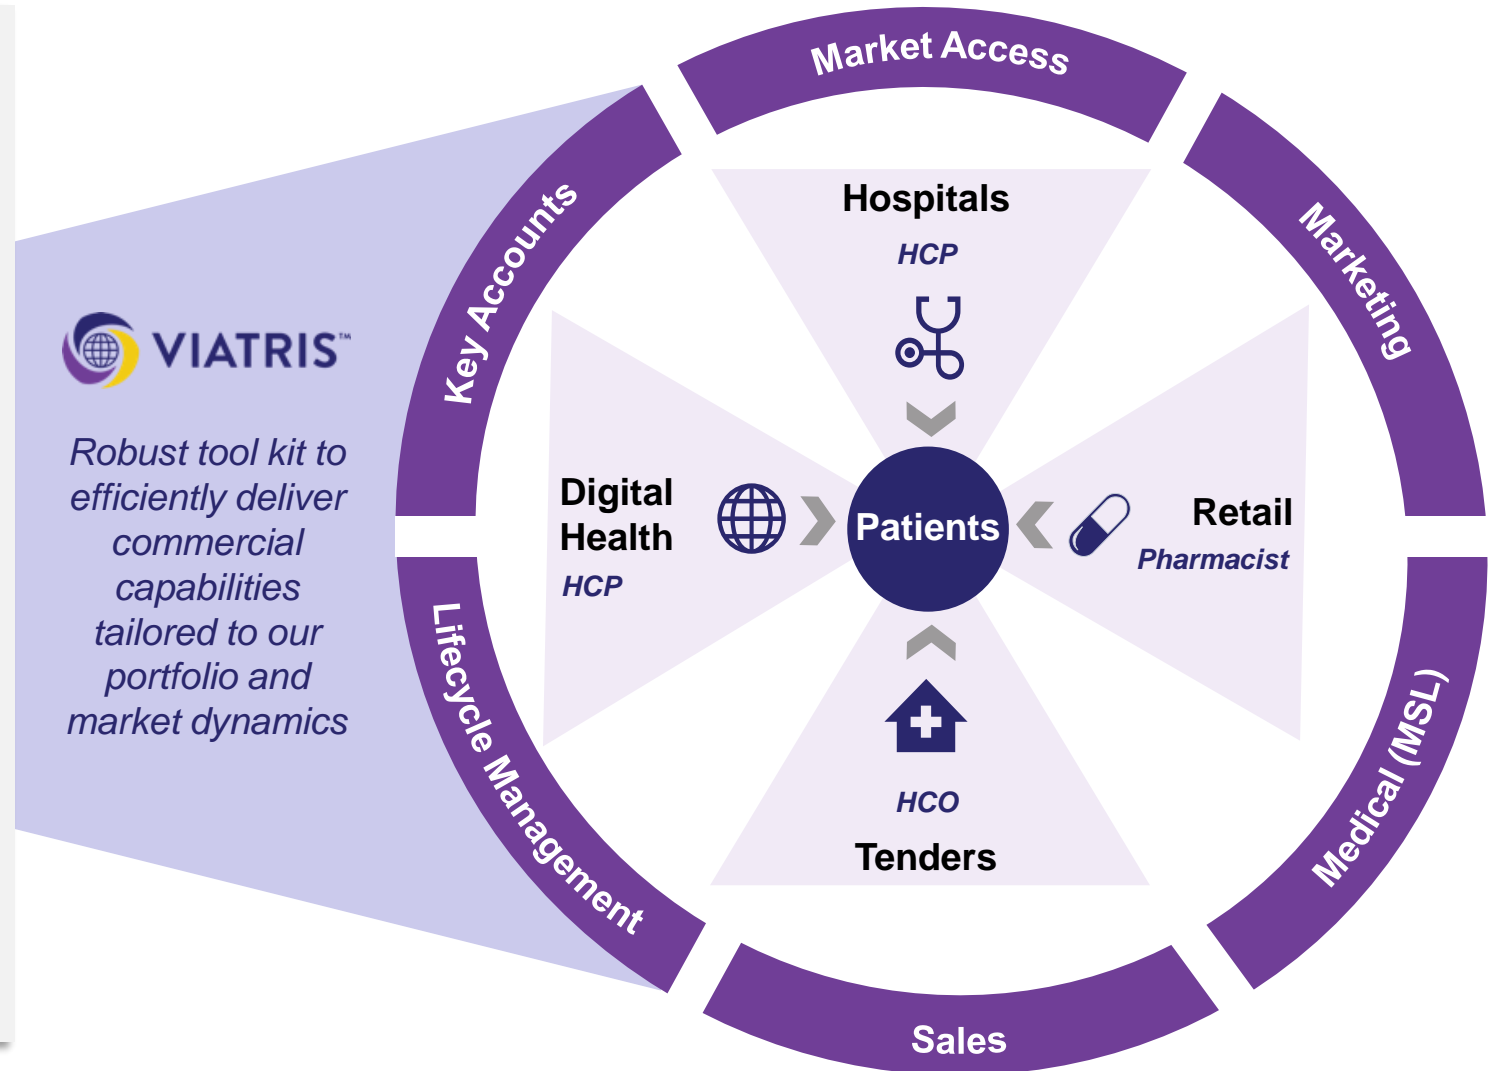 VIATRIS™
Robust tool kit to
efficiently deliver
commercial
capabilities
tailored to our
portfolio and
market dynamics
Market Access
Marketing
Medical (MSL)
Sales
Lifecycle Management
Key Accounts
Hospitals
HCP
Digital
Health
HCP
Patients
Retail
Pharmacist
HCO
Tenders